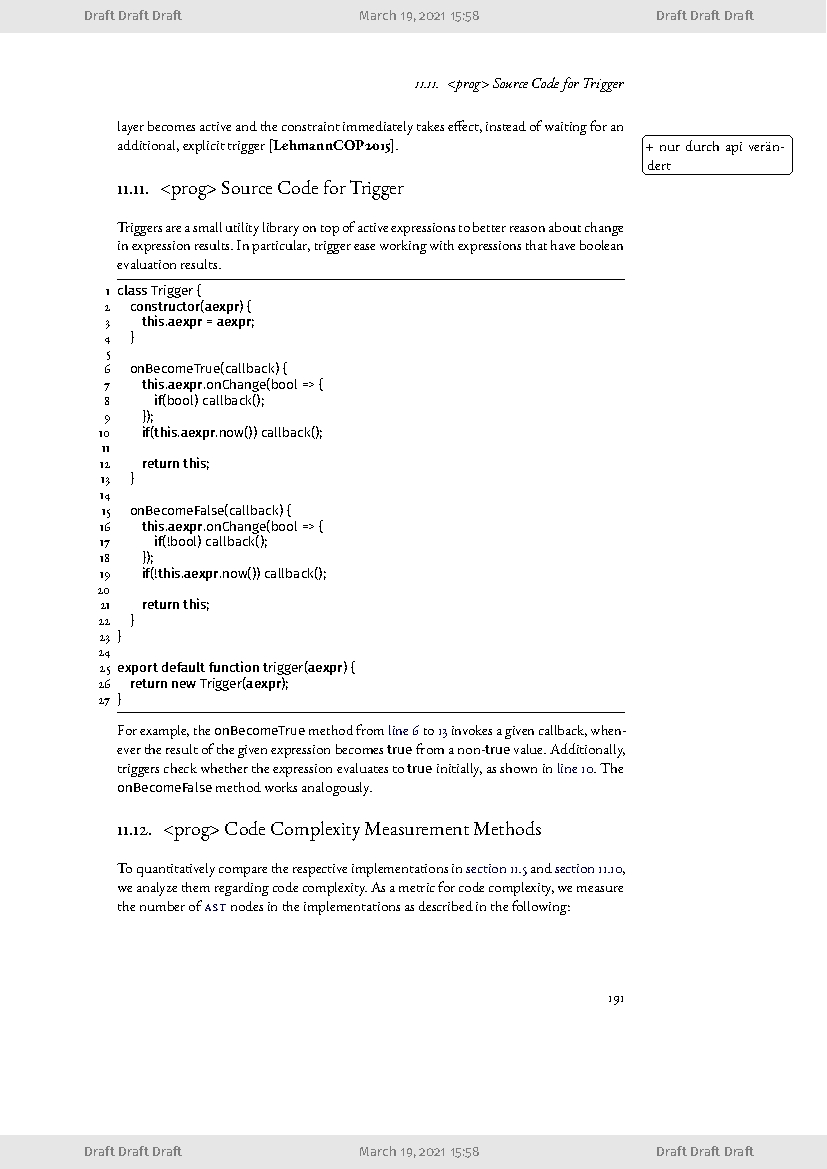 Draft Draft Draft March 19, 2021 15:58 Draft Draft Draft
11.11. <prog> Source Code for Trigger
layer becomes active and the constraint immediately takes effect, instead of waiting for an
additional, explicit trigger [LehmannCOP2015].
+ nur durch api verän-
dert
11.11. <prog> Source Code for Trigger
Triggers are a small utility library on top of active expressions to better reason about change
in expression results. In particular, trigger ease working with expressions that have boolean
evaluation results.
1 class Trigger {
2 constructor(aexpr) {
3 this.aexpr = aexpr;
4 }
5
6 onBecomeTrue(callback) {
7 this.aexpr.onChange(bool => {
8 if(bool) callback();
9 });
10 if(this.aexpr.now()) callback();
11
12 return this;
13 }
14
15 onBecomeFalse(callback) {
16 this.aexpr.onChange(bool => {
17 if(!bool) callback();
18 });
19 if(!this.aexpr.now()) callback();
20
21 return this;
22 }
23 }
24
25 export default function trigger(aexpr) {
26 return new Trigger(aexpr);
27 }
For example, the onBecomeTrue method from line 6 to 13 invokes a given callback, when-
ever the result of the given expression becomes true from a non-true value. Additionally,
triggers check whether the expression evaluates to true initially, as shown in line 10. The
onBecomeFalse method works analogously.
11.12. <prog> Code Complexity Measurement Methods
To quantitatively compare the respective implementations in section 11.5 and section 11.10,
we analyze them regarding code complexity. As a metric for code complexity, we measure
the number of AST nodes in the implementations as described in the following:
191
Draft Draft Draft March 19, 2021 15:58 Draft Draft Draft